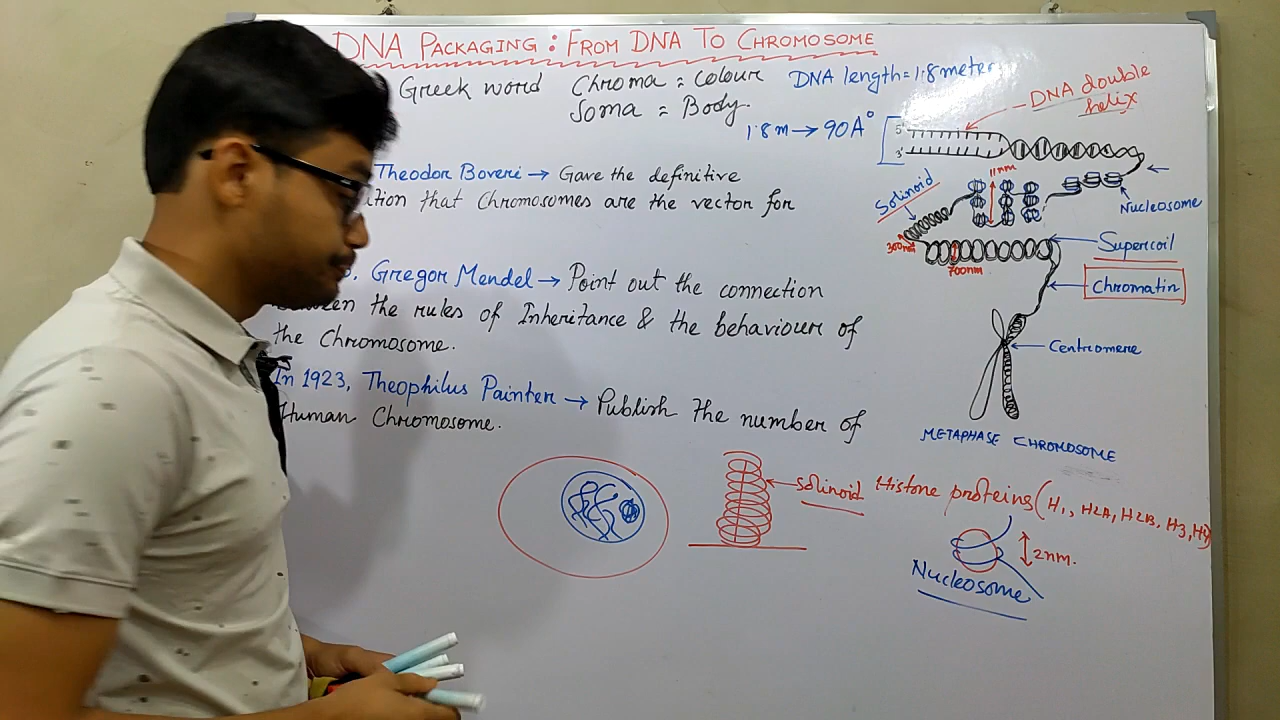 DNA PACKAGING : FROM DNA TO CHROMOSOME
Greek word Chroma = Colour
Soma = Body.
DNA length = 1.8 meter
1.8m → 90A°
DNA double
helix
5'
3'
Theodor Boveri → Gave the definitive
that Chromosomes are the vector for
Gregor Mendel → Point out the connection
the rules of Inheritance & the behaviour of
the Chromosome.
In 1923, Theophilus Painter → Publish the number of
Human Chromosome.
11nm
Solinoid
Nucleosome
300nm
Supercoil
700nm
Chromatin
Centromere
METAPHASE CHROMOSOME
Solinoid
Histone proteins (H1, H2A, H2B, H3, H4)
2nm.
Nucleosome